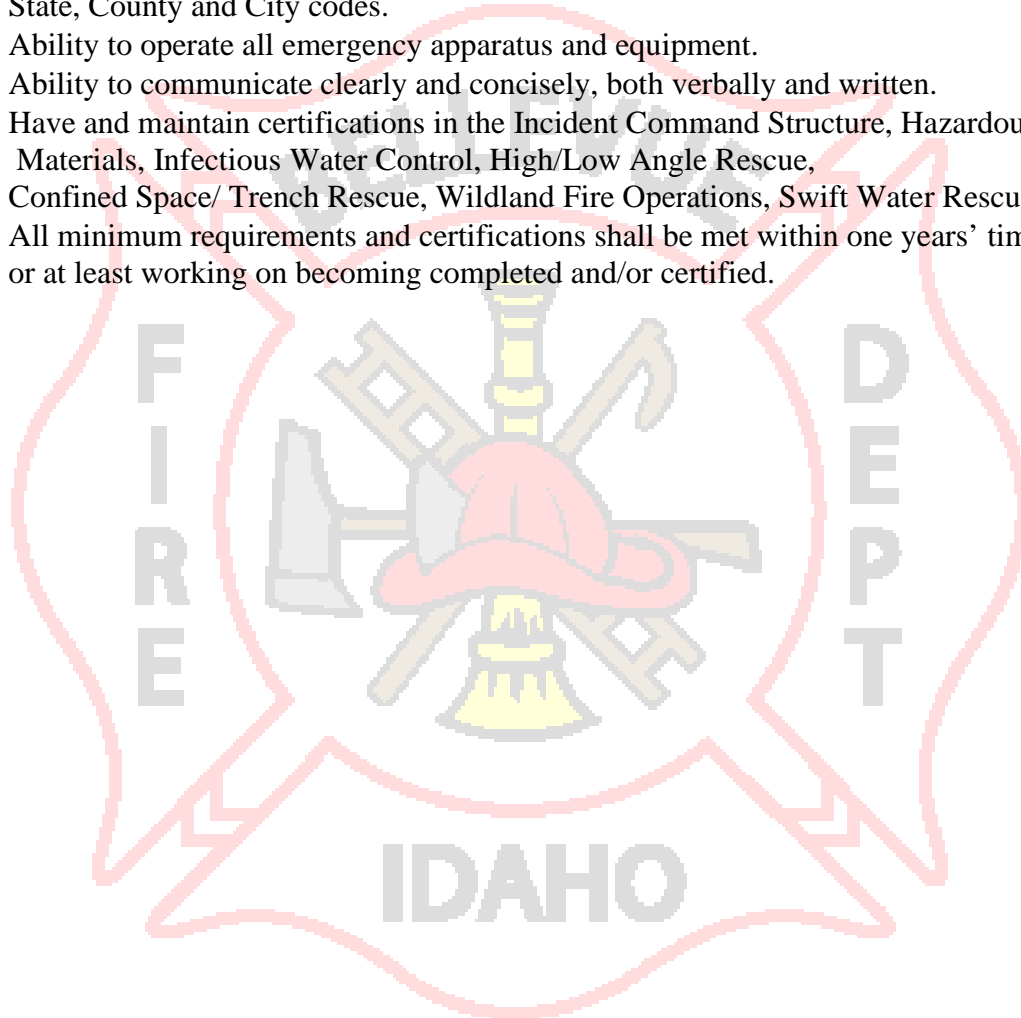 State, County and City codes.
Ability to operate all emergency apparatus and equipment.
Ability to communicate clearly and concisely, both verbally and written.
Have and maintain certifications in the Incident Command Structure, Hazardou
Materials, Infectious Water Control, High/Low Angle Rescue,
Confined Space/ Trench Rescue, Wildland Fire Operations, Swift Water Rescu
All minimum requirements and certifications shall be met within one years’ tim
or at least working on becoming completed and/or certified.
BELLEVUE
FIRE
DEPT
IDAHO